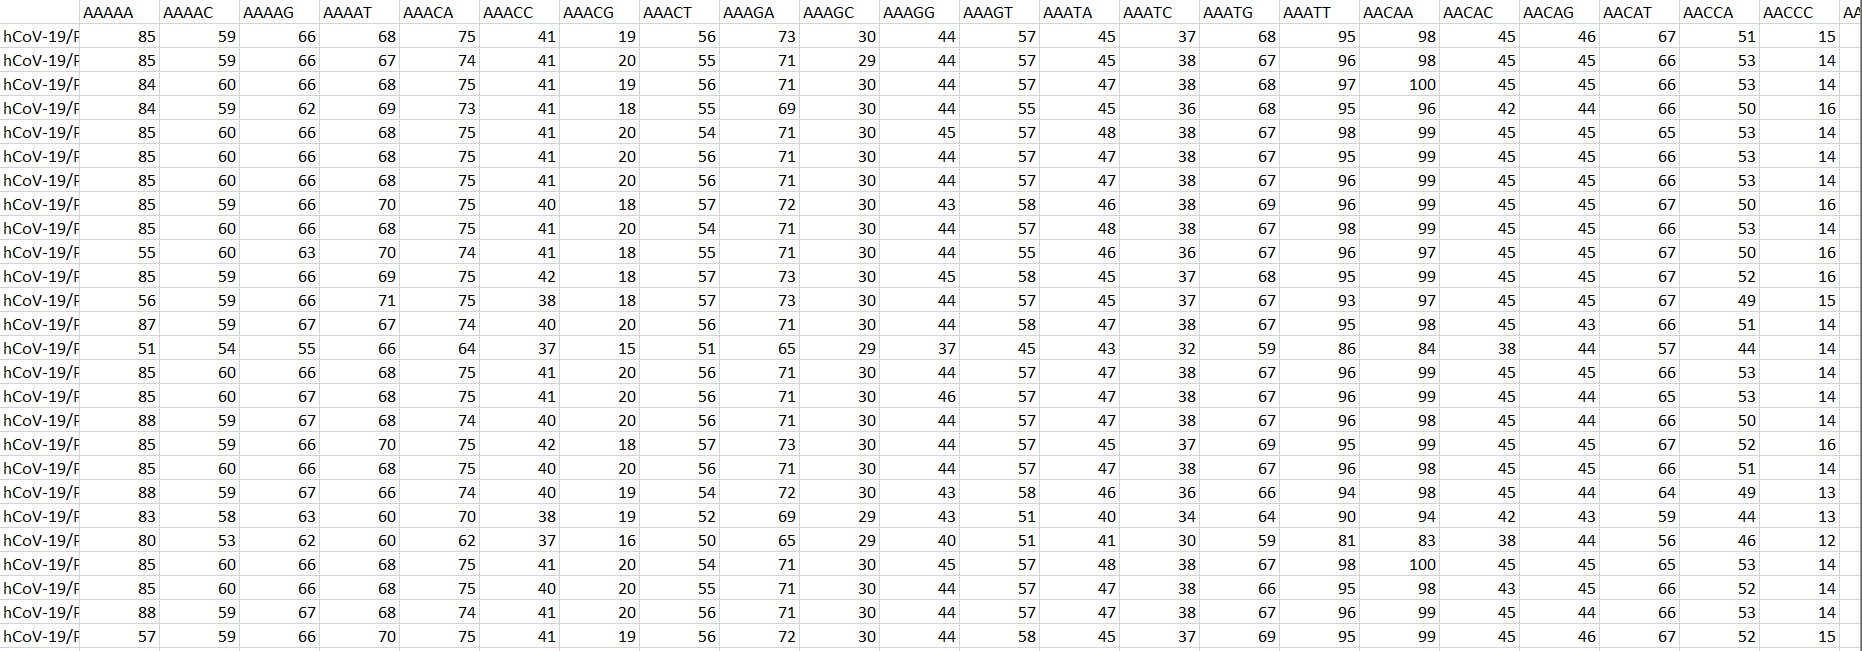 AAAAA AAAAC AAAAG AAAAT AAACA AAACC AAACG AAACT AAAGA AAAGC AAAGG AAAGT AAATA AAATC AAATG AAATT AACAA AACAC AACAG AACAT AACCA AACCC AA
hCoV-19/F 85 59 66 68 75 41 19 56 73 30 44 57 45 37 68 95 98 45 46 67 51 15
hCoV-19/F 85 59 66 67 74 41 20 55 71 29 44 57 45 38 67 96 98 45 45 66 53 14
hCoV-19/F 84 60 66 68 75 41 19 56 71 30 44 57 47 38 68 97 100 45 45 66 53 14
hCoV-19/F 84 59 62 69 73 41 18 55 69 30 44 55 45 36 68 95 96 42 44 66 50 16
hCoV-19/F 85 60 66 68 75 41 20 54 71 30 45 57 48 38 67 98 99 45 45 65 53 14
hCoV-19/F 85 60 66 68 75 41 20 56 71 30 44 57 47 38 67 95 99 45 45 66 53 14
hCoV-19/F 85 60 66 68 75 41 20 56 71 30 44 57 47 38 67 96 99 45 45 66 53 14
hCoV-19/F 85 59 66 70 75 40 18 57 72 30 43 58 46 38 69 96 99 45 45 67 50 16
hCoV-19/F 85 60 66 68 75 41 20 54 71 30 44 57 48 38 67 98 99 45 45 66 53 14
hCoV-19/F 55 60 63 70 74 41 18 55 71 30 44 55 46 36 67 96 97 45 45 67 50 16
hCoV-19/F 85 59 66 69 75 42 18 57 73 30 45 58 45 37 68 95 99 45 45 67 52 16
hCoV-19/F 56 59 66 71 75 38 18 57 73 30 44 57 45 37 67 93 97 45 45 67 49 15
hCoV-19/F 87 59 67 67 74 40 20 56 71 30 44 58 47 38 67 95 98 45 43 66 51 14
hCoV-19/F 51 54 55 66 64 37 15 51 65 29 37 45 43 32 59 86 84 38 44 57 44 14
hCoV-19/F 85 60 66 68 75 41 20 56 71 30 44 57 47 38 67 96 99 45 45 66 53 14
hCoV-19/F 85 60 67 68 75 41 20 56 71 30 46 57 47 38 67 96 99 45 44 65 53 14
hCoV-19/F 88 59 67 68 74 40 20 56 71 30 44 57 47 38 67 96 98 45 44 66 50 14
hCoV-19/F 85 59 66 70 75 42 18 57 73 30 44 57 45 37 69 95 99 45 45 67 52 16
hCoV-19/F 85 60 66 68 75 40 20 56 71 30 44 57 47 38 67 96 98 45 45 66 51 14
hCoV-19/F 88 59 67 66 74 40 19 54 72 30 43 58 46 36 66 94 98 45 44 64 49 13
hCoV-19/F 83 58 63 60 70 38 19 52 69 29 43 51 40 34 64 90 94 42 43 59 44 13
hCoV-19/F 80 53 62 60 62 37 16 50 65 29 40 51 41 30 59 81 83 38 44 56 46 12
hCoV-19/F 85 60 66 68 75 41 20 54 71 30 45 57 48 38 67 98 100 45 45 65 53 14
hCoV-19/F 85 60 66 68 75 40 20 55 71 30 44 57 47 38 66 95 98 43 45 66 52 14
hCoV-19/F 88 59 67 68 74 41 20 56 71 30 44 57 47 38 67 96 99 45 44 66 53 14
hCoV-19/F 57 59 66 70 75 41 19 56 72 30 44 58 45 37 69 95 99 45 46 67 52 15